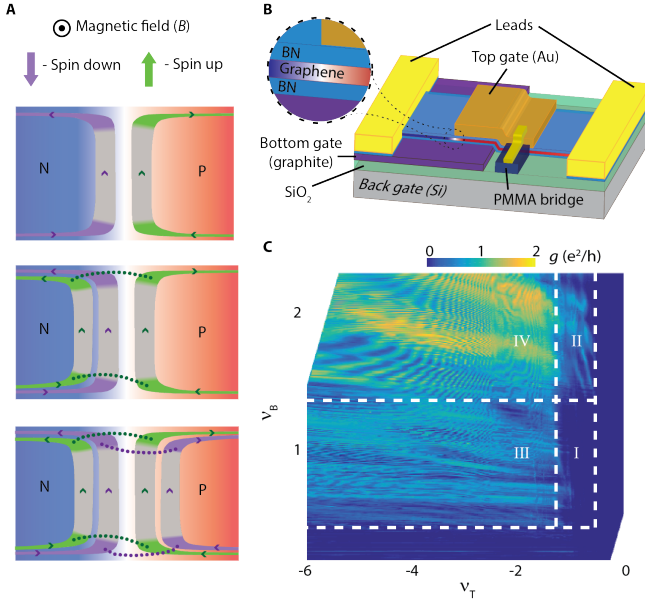 A
Magnetic field (B)
- Spin down
- Spin up
N
P
N
P
N
P
B
BN
Graphene
BN
Leads
Top gate (Au)
Bottom gate
(graphite)
SiO2
Back gate (Si)
PMMA bridge
C
0 1 2 g (e²/h)
2
1
νB
IV
II
III
I
-6 -4 -2 0
νT